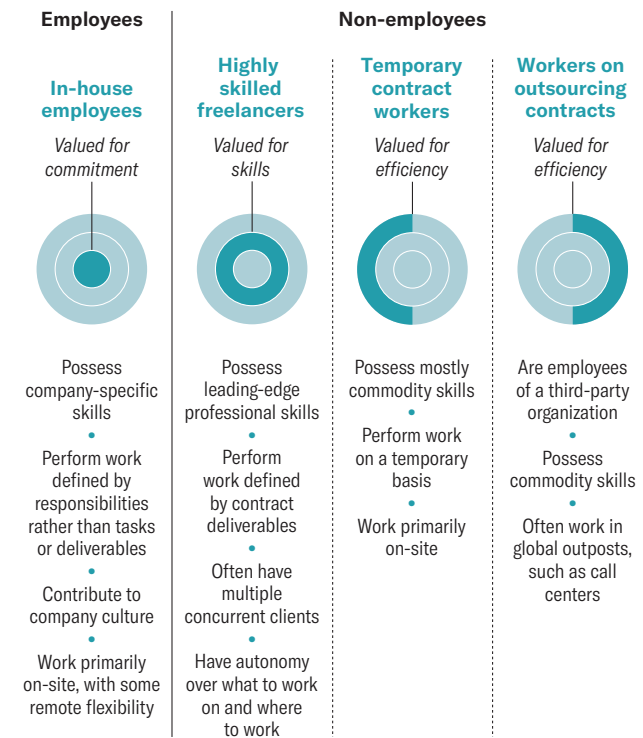 Employees
Non-employees
In-house
employees
Valued for
commitment
Possess
company-specific
skills
•
Perform work
defined by
responsibilities
rather than tasks
or deliverables
•
Contribute to
company culture
•
Work primarily
on-site, with some
remote flexibility
Highly
skilled
freelancers
Valued for
skills
Possess
leading-edge
professional skills
•
Perform
work defined
by contract
deliverables
•
Often have
multiple
concurrent clients
•
Have autonomy
over what to work
on and where
to work
Temporary
contract
workers
Valued for
efficiency
Possess mostly
commodity skills
•
Perform work
on a temporary
basis
•
Work primarily
on-site
Workers on
outsourcing
contracts
Valued for
efficiency
Are employees
of a third-party
organization
•
Possess
commodity skills
•
Often work in
global outposts,
such as call
centers